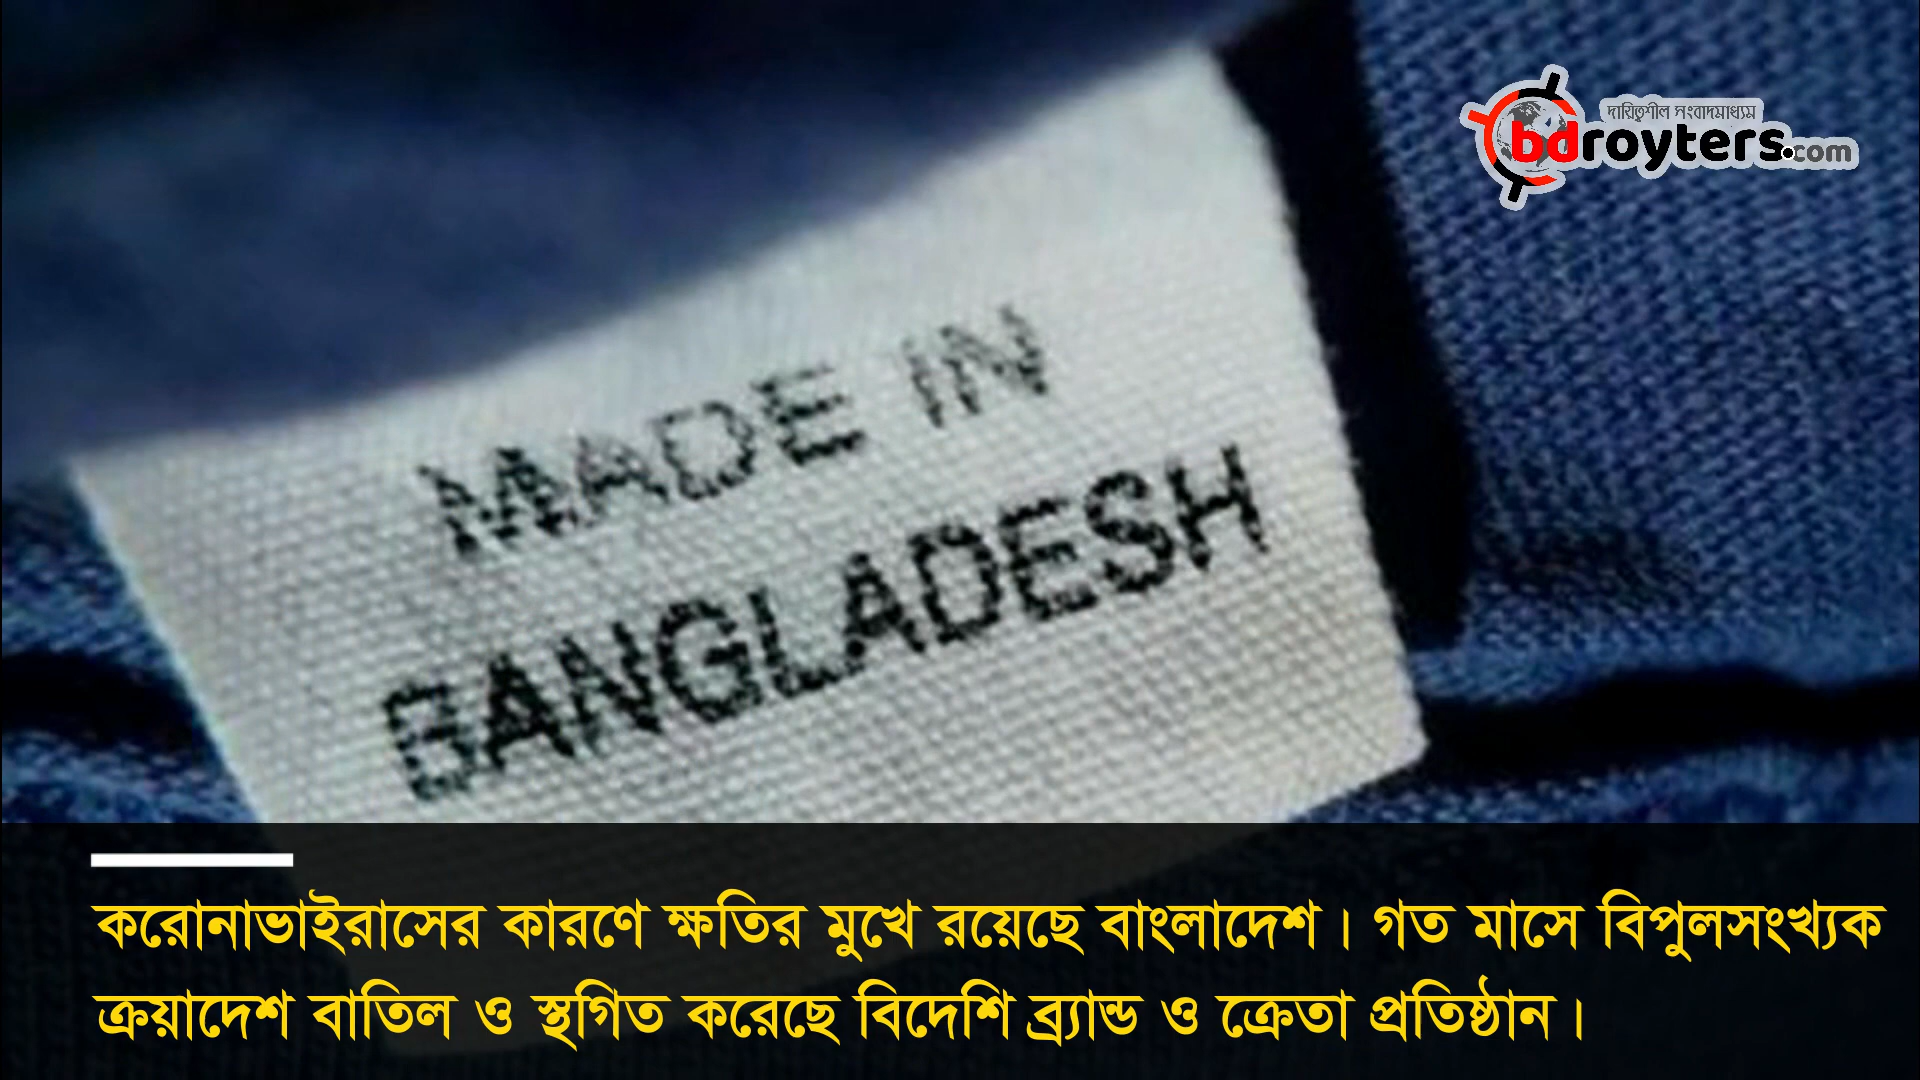 দায়িত্বশীল সংবাদমাধ্যম
bdroyters.com
MADE IN
BANGLADESH
করোনাভাইরাসের কারণে ক্ষতির মুখে রয়েছে বাংলাদেশ। গত মাসে বিপুলসংখ্যক
ক্রয়াদেশ বাতিল ও স্থগিত করেছে বিদেশি ব্র্যান্ড ও ক্রেতা প্রতিষ্ঠান।